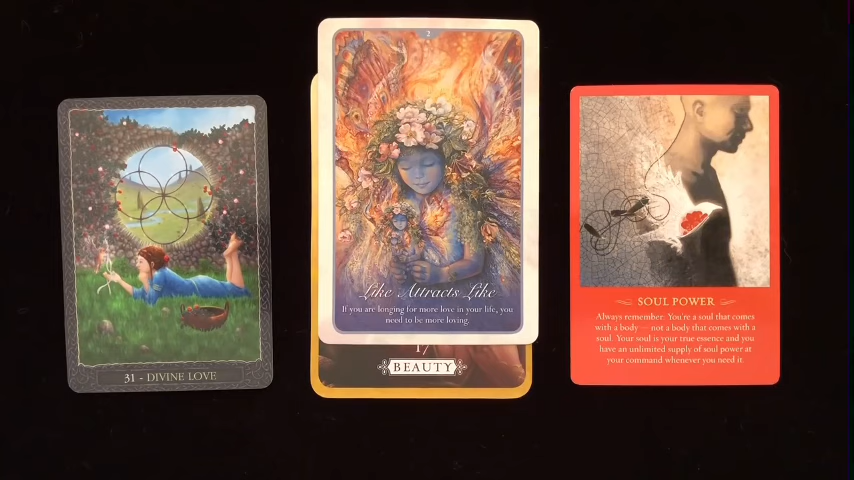 31 - DIVINE LOVE
2
Like Attracts Like
If you are longing for more love in your life, you
need to be more loving.
17
BEAUTY
SOUL POWER
Always remember: You're a soul that comes
with a body — not a body that comes with a
soul. Your soul is your true essence and you
have an unlimited supply of soul power at
your command whenever you need it.